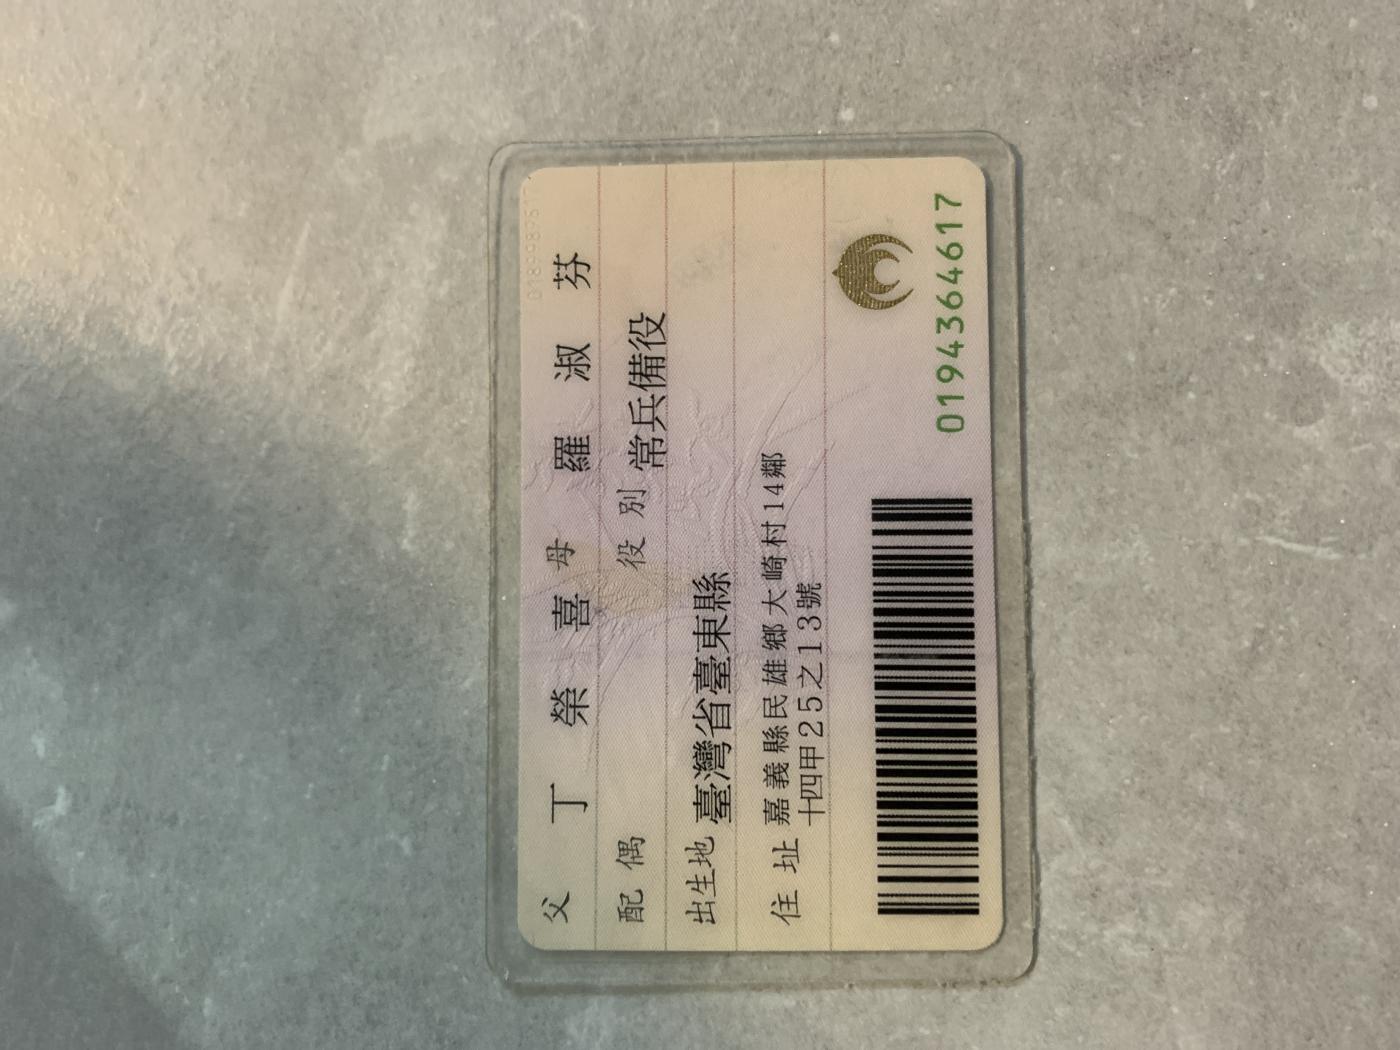 父 丁榮喜 母 羅淑芬
配偶 役別 常兵備役
出生地 臺灣省臺東縣
住址 嘉義縣民雄鄉大崎村14鄰
十四甲25之13號
0194364617